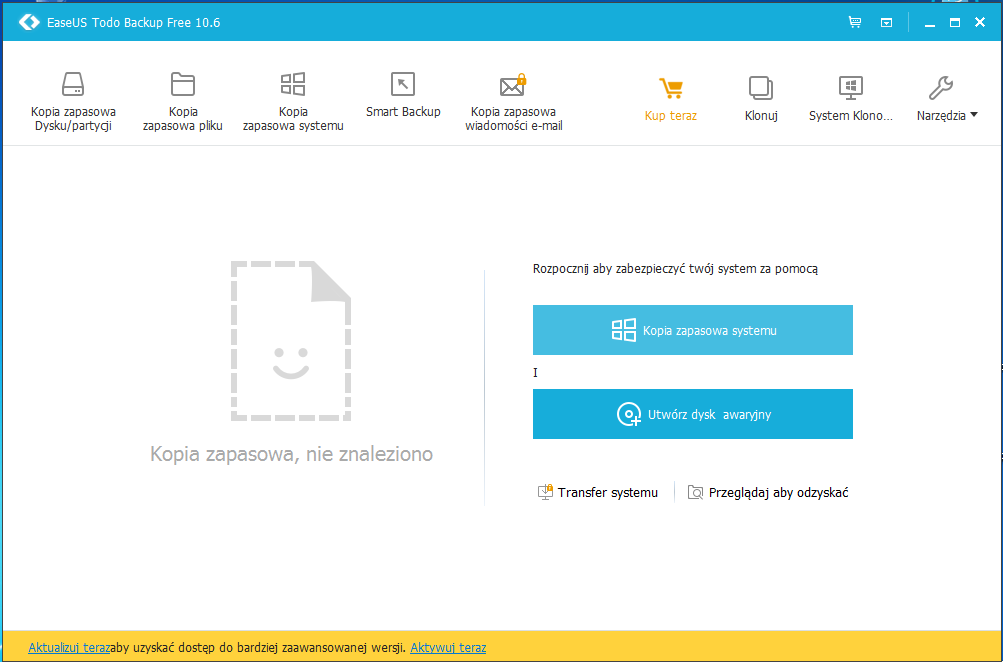 EaseUS Todo Backup Free 10.6
Kopia zapasowa
Dysku/partycji
Kopia
zapasowa pliku
Kopia
zapasowa systemu
Smart Backup
Kopia zapasowa
wiadomości e-mail
Kup teraz
Klonuj
System Klono...
Narzędzia
Rozpocznij aby zabezpieczyć twój system za pomocą
Kopia zapasowa systemu
I
Utwórz dysk  awaryjny
Kopia zapasowa, nie znaleziono
Transfer systemu
Przeglądaj aby odzyskać
Aktualizuj terazaby uzyskać dostęp do bardziej zaawansowanej wersji. Aktywuj teraz